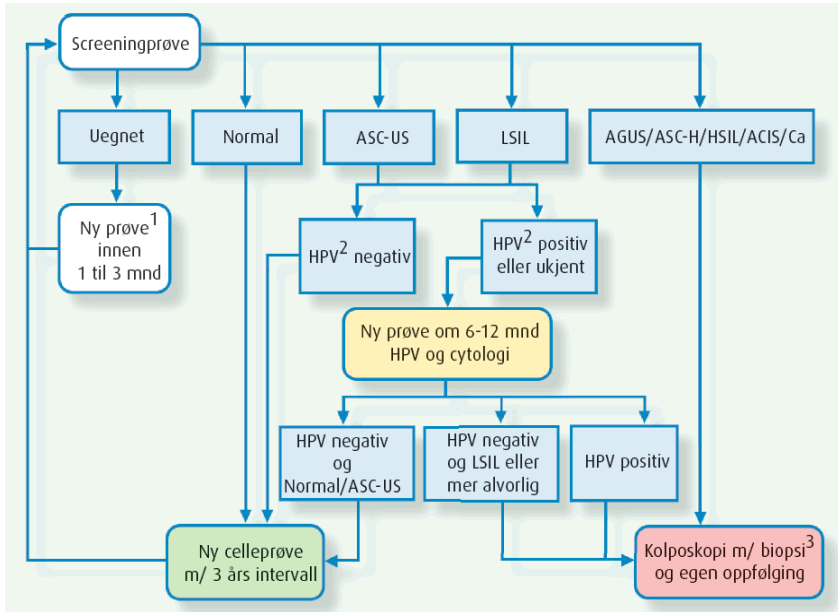 Screeningprøve
Uegnet
Normal
ASC-US
LSIL
AGUS/ASC-H/HSIL/ACIS/Ca
Ny prøve1
innen
1 til 3 mnd
HPV2 negativ
HPV2 positiv
eller ukjent
Ny prøve om 6-12 mnd
HPV og cytologi
HPV negativ
og
Normal/ASC-US
HPV negativ
og LSIL eller
mer alvorlig
HPV positiv
Ny celleprøve
m/ 3 års intervall
Kolposkopi m/ biopsi3
og egen oppfølging